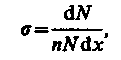 σ = dN / nN dx,